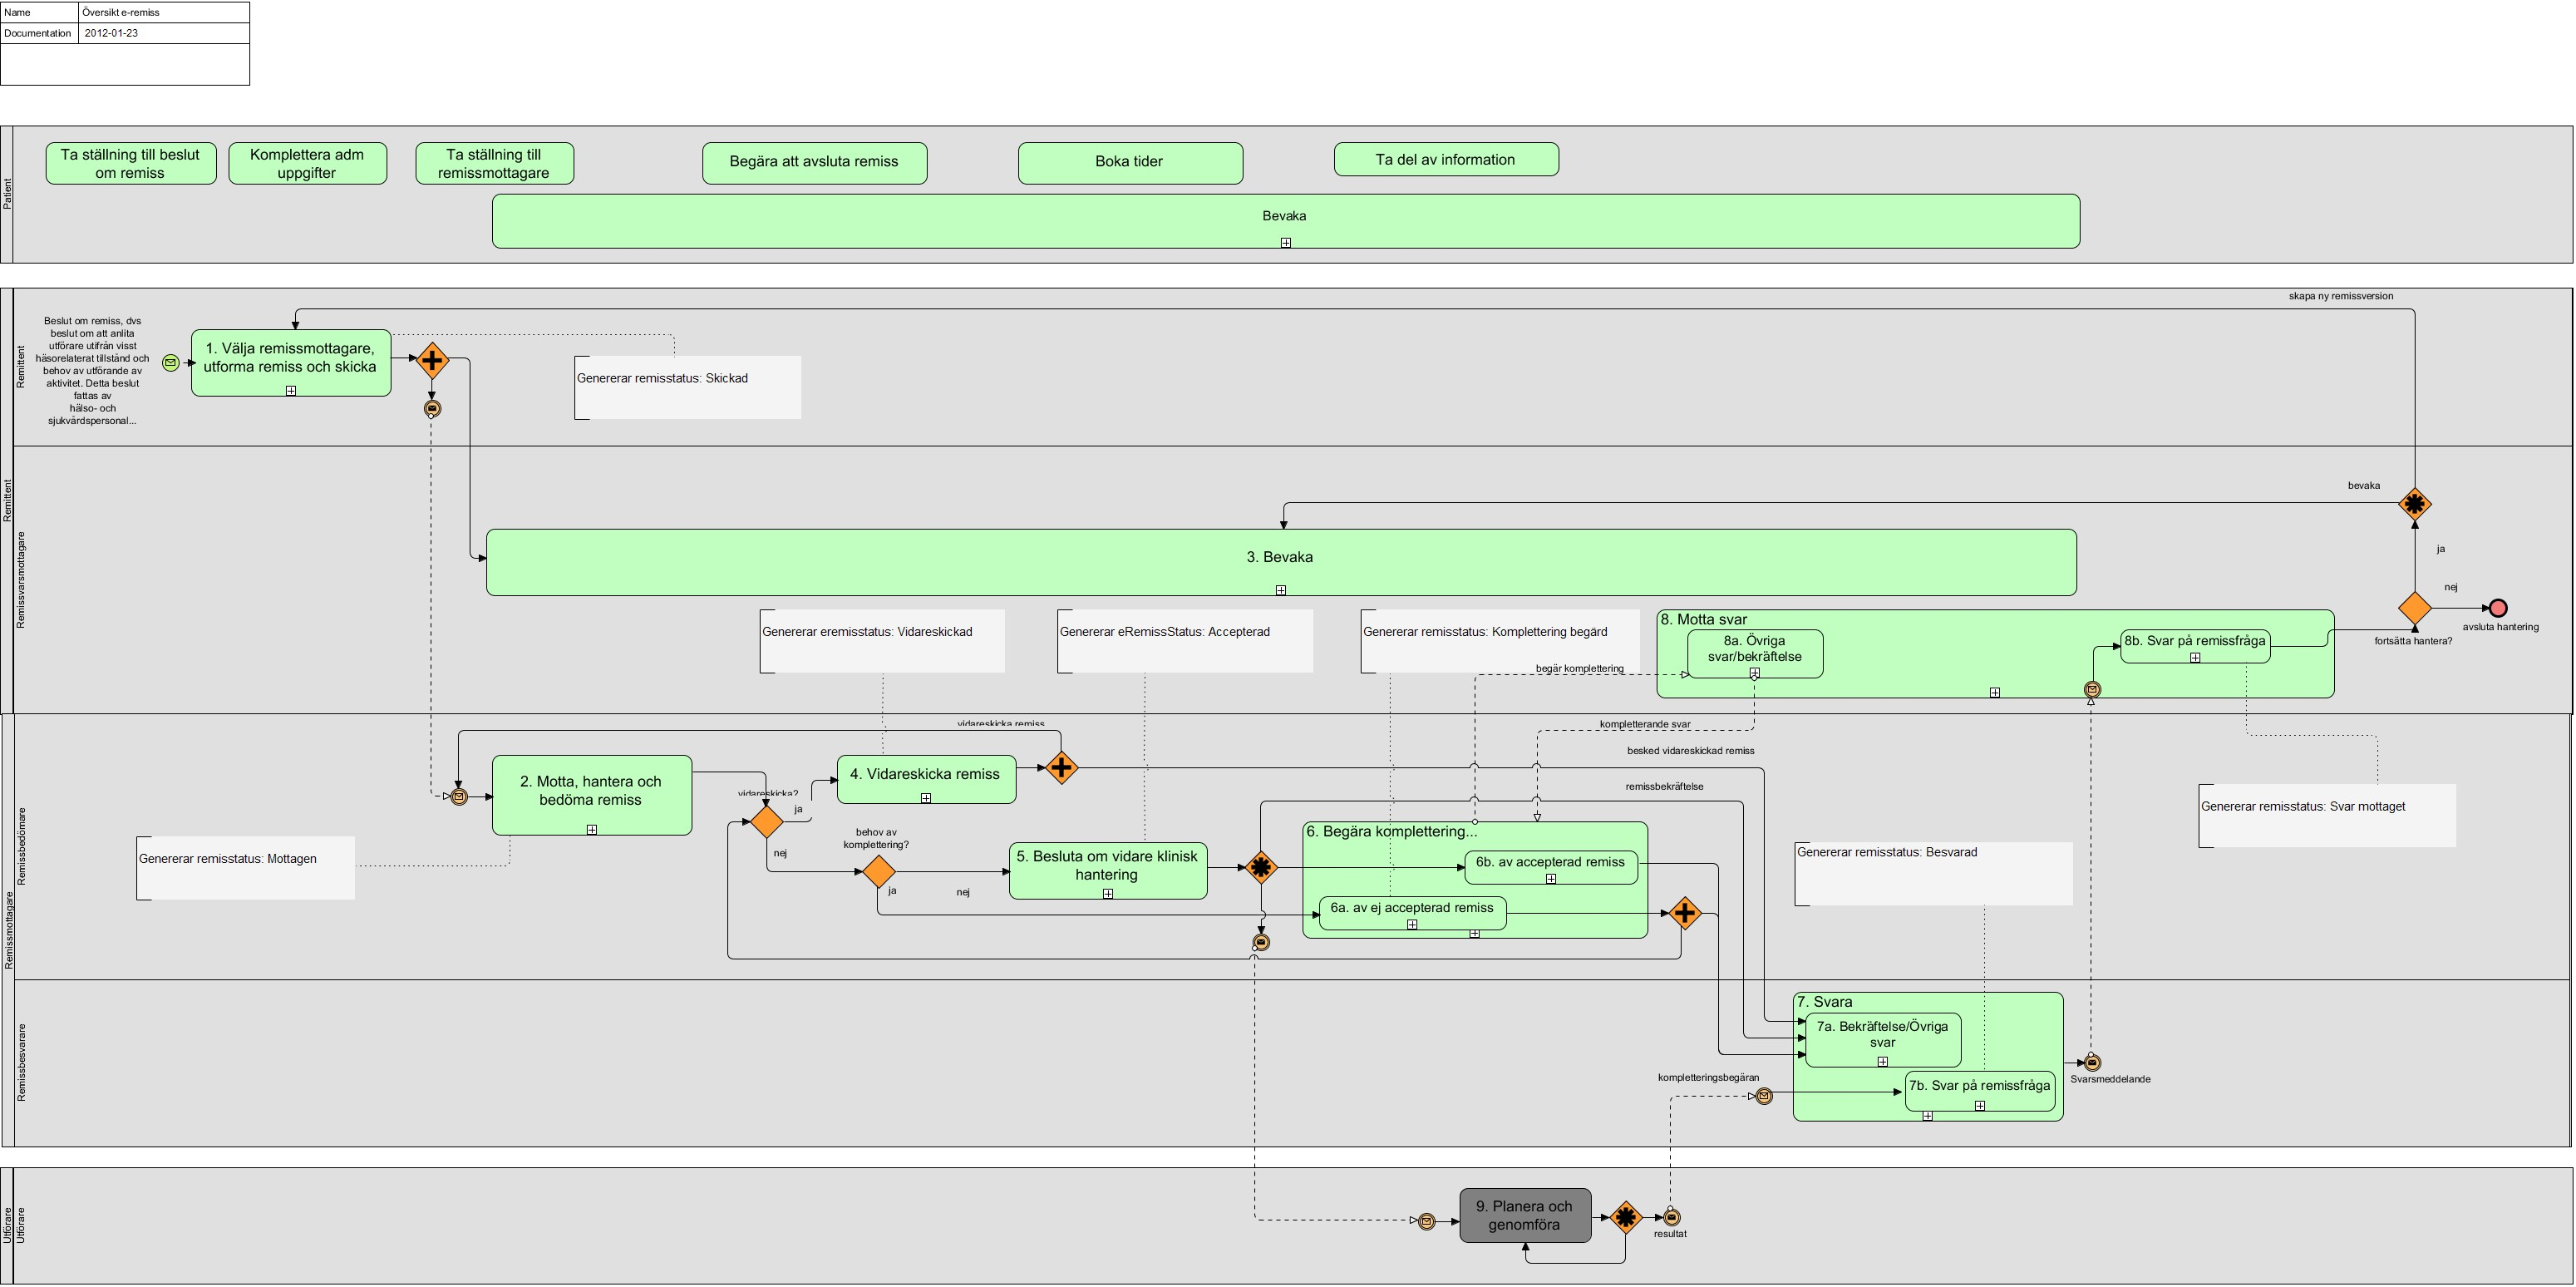 Name
Översikt e-remiss
Documentation
2012-01-23
Patient
Ta ställning till beslut
om remiss
Komplettera adm
uppgifter
Ta ställning till
remissmottagare
Begära att avsluta remiss
Boka tider
Ta del av information
Bevaka
Remittent
Remittent
skapa ny remissversion
Beslut om remiss, dvs
beslut om att anlita
utförare utifrån visst
häsorelaterat tillstånd och
behov av utförande av
aktivitet. Detta beslut
fattas av
hälso- och
sjukvårdspersonal...
1. Välja remissmottagare,
utforma remiss och skicka
Genererar remisstatus: Skickad
Remissvarsmottagare
bevaka
3. Bevaka
ja
nej
avsluta hantering
fortsätta hantera?
Genererar eremisstatus: Vidareskickad
Genererar eRemissStatus: Accepterad
Genererar remisstatus: Komplettering begärd
begär komplettering
8. Motta svar
8a. Övriga
svar/bekräftelse
8b. Svar på remissfråga
Remissmottagare
Remissbedömare
vidareskicka remiss
kompletterande svar
besked vidareskickad remiss
remissbekräftelse
2. Motta, hantera och
bedöma remiss
4. Vidareskicka remiss
vidareskicka?
ja
nej
behov av
komplettering?
ja
nej
5. Besluta om vidare klinisk
hantering
6. Begära komplettering...
6b. av accepterad remiss
6a. av ej accepterad remiss
Genererar remisstatus: Mottagen
Genererar remisstatus: Svar mottaget
Genererar remisstatus: Besvarad
Remissbesvarare
7. Svara
7a. Bekräftelse/Övriga
svar
7b. Svar på remissfråga
kompletteringsbegäran
Svarsmeddelande
Utförare
Utförare
9. Planera och
genomföra
resultat